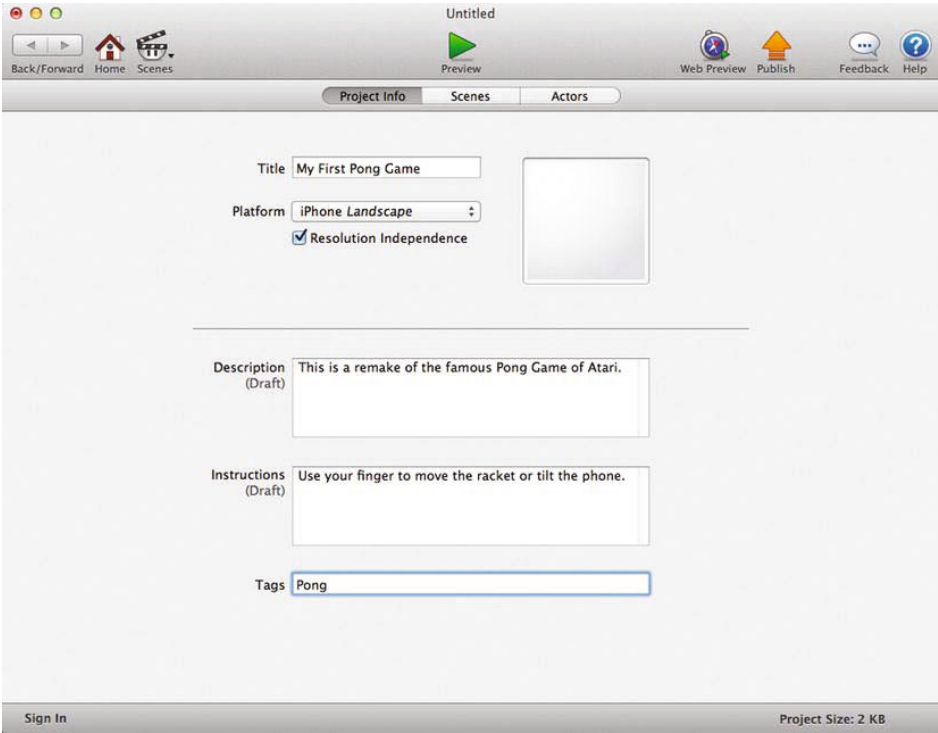 Untitled
Back/Forward Home Scenes Preview Web Preview Publish Feedback Help
Project Info Scenes Actors
Title My First Pong Game
Platform iPhone Landscape
Resolution Independence
Description This is a remake of the famous Pong Game of Atari.
(Draft)
Instructions Use your finger to move the racket or tilt the phone.
(Draft)
Tags Pong
Sign In Project Size: 2 KB